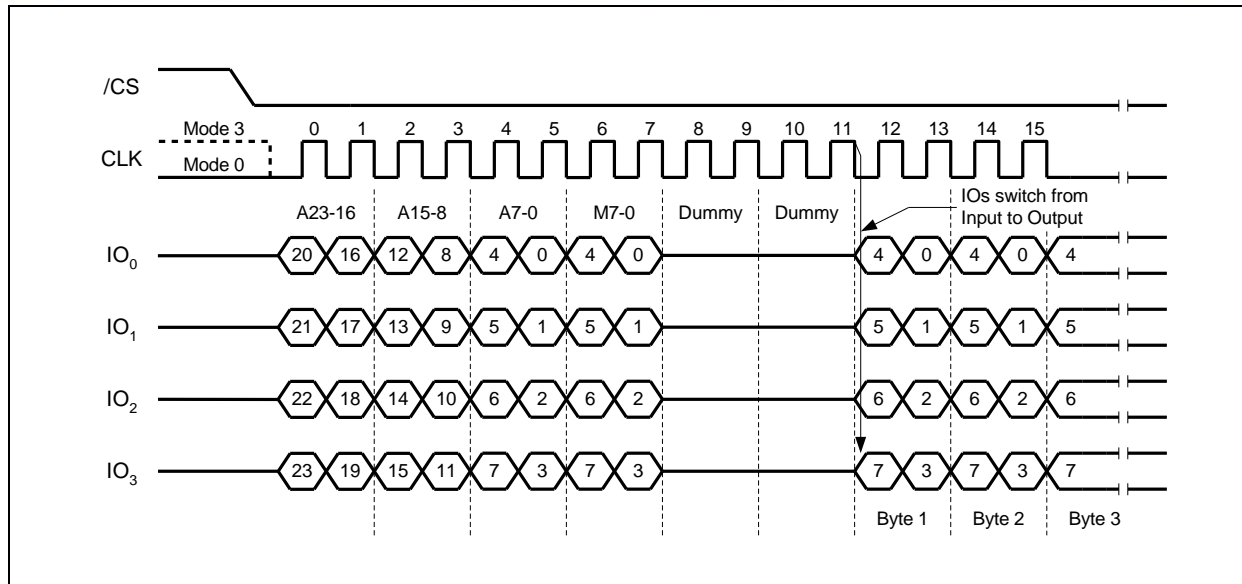 /CS
Mode 3
0 1 2 3 4 5 6 7 8 9 10 11 12 13 14 15
CLK
Mode 0
IOs switch from
Input to Output
A23-16 A15-8 A7-0 M7-0 Dummy Dummy
IO0 20 16 12 8 4 0 4 0 4 0 4 0 4
IO1 21 17 13 9 5 1 5 1 5 1 5 1 5
IO2 22 18 14 10 6 2 6 2 6 2 6 2 6
IO3 23 19 15 11 7 3 7 3 7 3 7 3 7
Byte 1 Byte 2 Byte 3